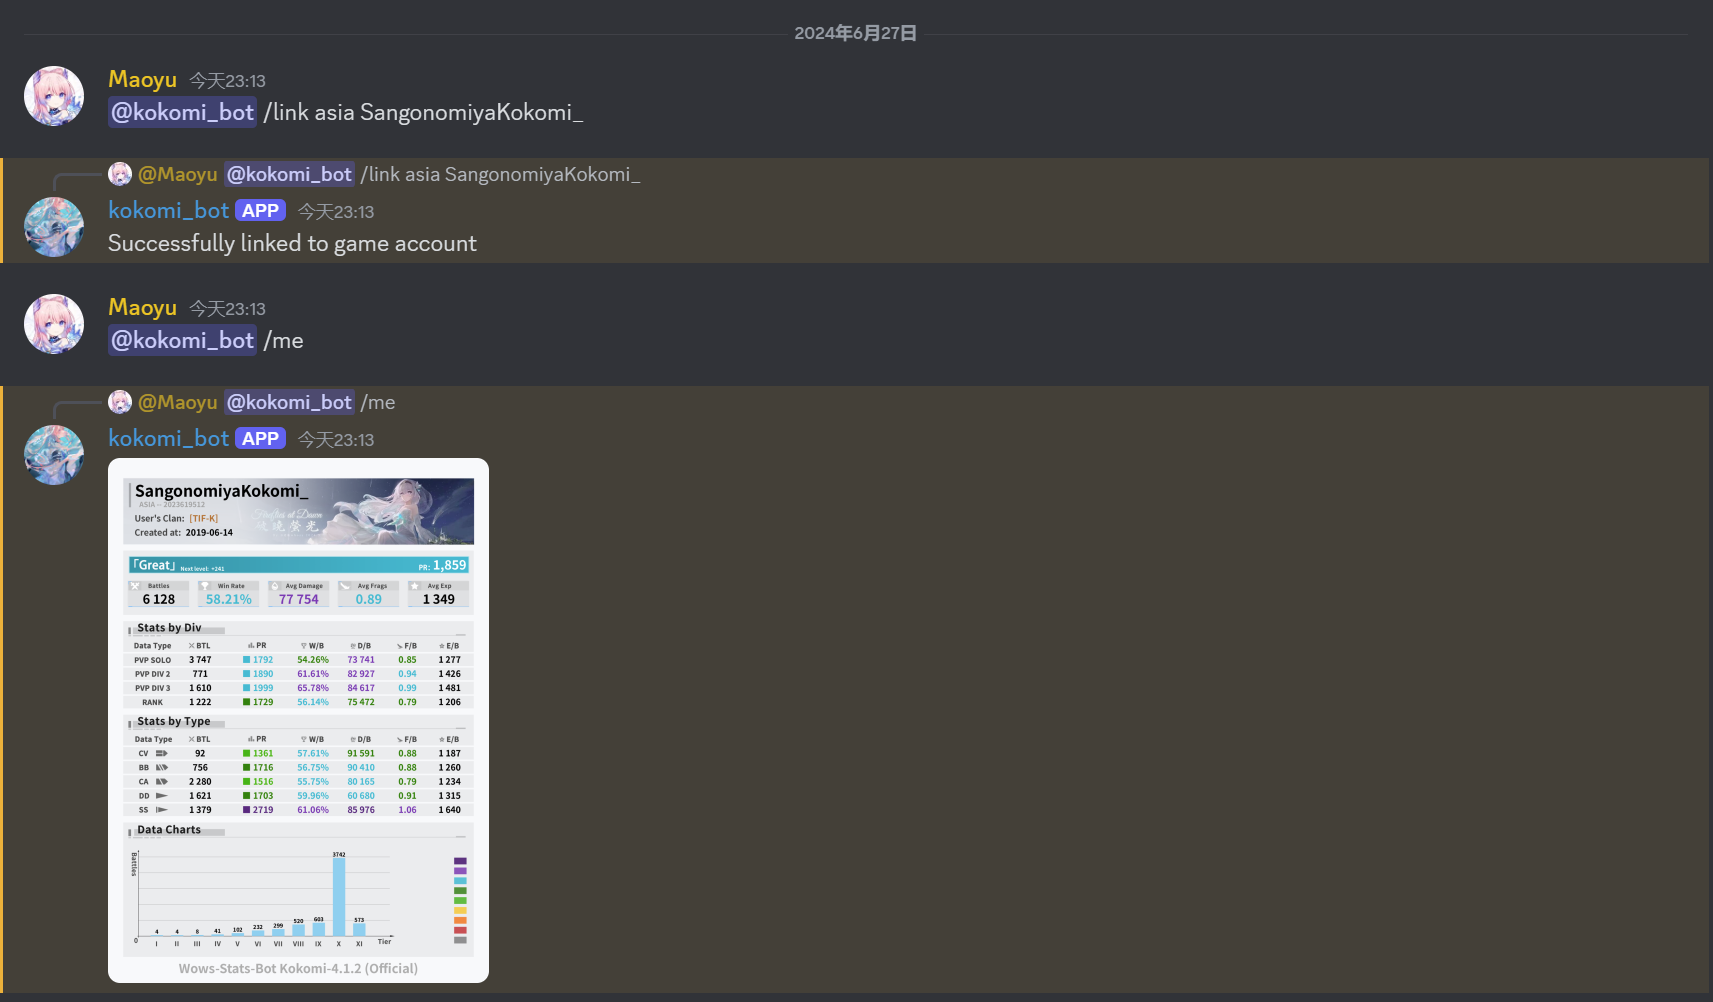 2024年6月27日
Maoyu 今天23:13
@kokomi_bot /link asia SangonomiyaKokomi_
@Maoyu @kokomi_bot /link asia SangonomiyaKokomi_
kokomi_bot APP 今天23:13
Successfully linked to game account
Maoyu 今天23:13
@kokomi_bot /me
@Maoyu @kokomi_bot /me
kokomi_bot APP 今天23:13
SangonomiyaKokomi_
ASIA -- 2023619512
User's Clan: [TIF-K]
Created at: 2019-06-14
「Great」 Next level: +241 PR: 1,859
Battles Win Rate Avg Damage Avg Frags Avg Exp
6 128 58.21% 77 754 0.89 1 349
Stats by Div
Data Type BTL PR W/B D/B F/B E/B
PVP SOLO 3 747 1792 54.26% 73 741 0.85 1 277
PVP DIV 2 771 1890 61.61% 82 927 0.94 1 426
PVP DIV 3 1 610 1999 65.78% 84 617 0.99 1 481
RANK 1 222 1729 56.14% 75 472 0.79 1 206
Stats by Type
Data Type BTL PR W/B D/B F/B E/B
CV 92 1361 57.61% 91 591 0.88 1 187
BB 756 1716 56.75% 90 410 0.88 1 260
CA 2 280 1516 55.75% 80 165 0.79 1 234
DD 1 621 1703 59.96% 60 680 0.91 1 315
SS 1 379 2719 61.06% 85 976 1.06 1 640
Data Charts
Battles
4 4 8 41 102 232 299 520 603 3742 573
0 I II III IV V VI VII VIII IX X XI Tier
Wows-Stats-Bot Kokomi-4.1.2 (Official)